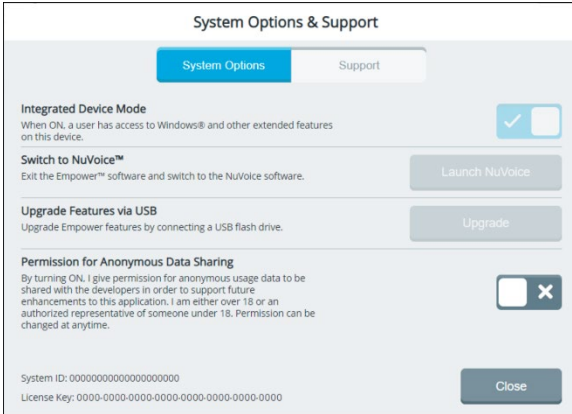 System Options & Support
System Options
Support
Integrated Device Mode
When ON, a user has access to Windows® and other extended features
on this device.
Switch to NuVoice™
Exit the Empower™ software and switch to the NuVoice software.
Launch NuVoice
Upgrade Features via USB
Upgrade Empower features by connecting a USB flash drive.
Upgrade
Permission for Anonymous Data Sharing
By turning ON, I give permission for anonymous usage data to be
shared with the developers in order to support future
enhancements to this application. I am either over 18 or an
authorized representative of someone under 18. Permission can be
changed at anytime.
System ID: 00000000000000000000
License Key: 0000-0000-0000-0000-0000-0000-0000-0000
Close